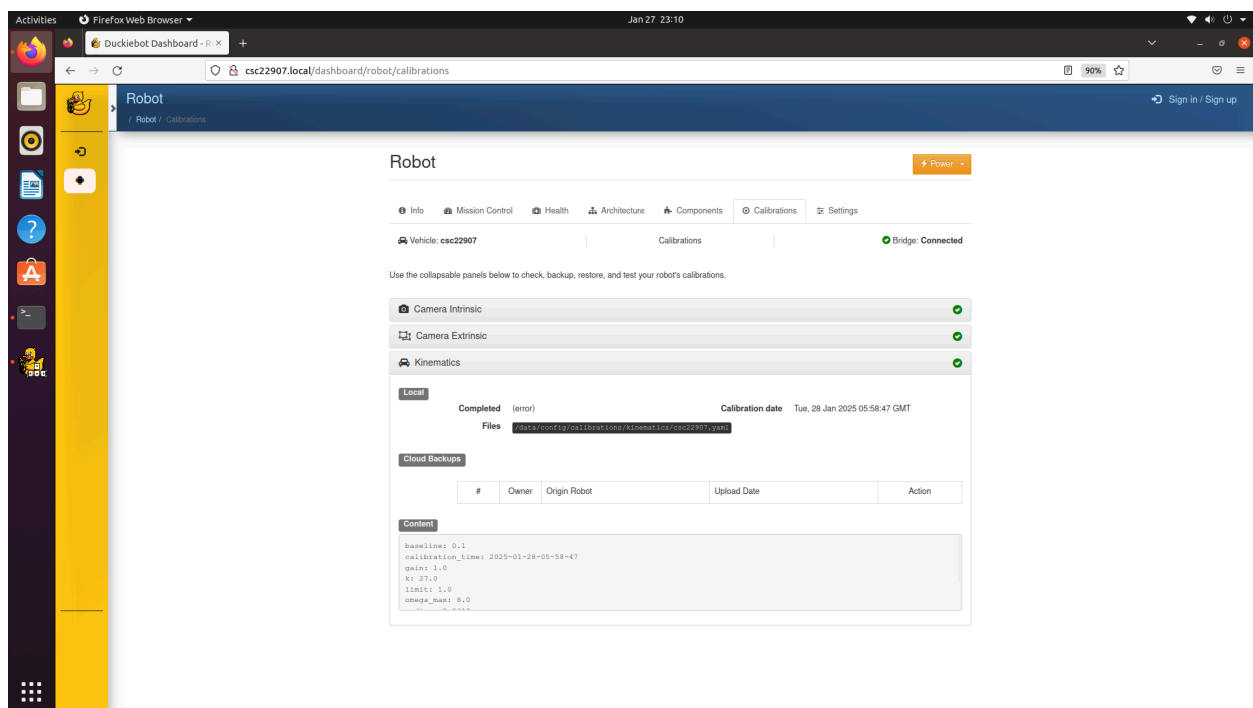 Activities Firefox Web Browser Jan 27 23:10
Duckiebot Dashboard - R
csc22907.local/dashboard/robot/calibrations 90%
Robot Sign in / Sign up
/ Robot / Calibrations
Robot Power
Info Mission Control Health Architecture Components Calibrations Settings
Vehicle: csc22907 Calibrations Bridge: Connected
Use the collapsable panels below to check, backup, restore, and test your robot's calibrations.
Camera Intrinsic
Camera Extrinsic
Kinematics
Local
Completed (error) Calibration date Tue, 28 Jan 2025 05:58:47 GMT
Files /data/config/calibrations/kinematics/csc22907.yaml
Cloud Backups
# Owner Origin Robot Upload Date Action
Content
baseline: 0.1
calibration_time: 2025-01-28-05-58-47
gain: 1.0
k: 27.0
limit: 1.0
omega_max: 8.0